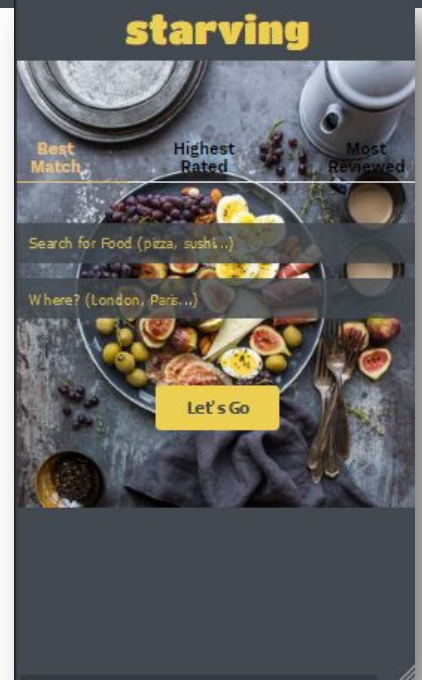 starving
Best Highest Most
Match Rated Reviewed
Search for Food (pizza, sushi...)
Where? (London, Paris...)
Let's Go